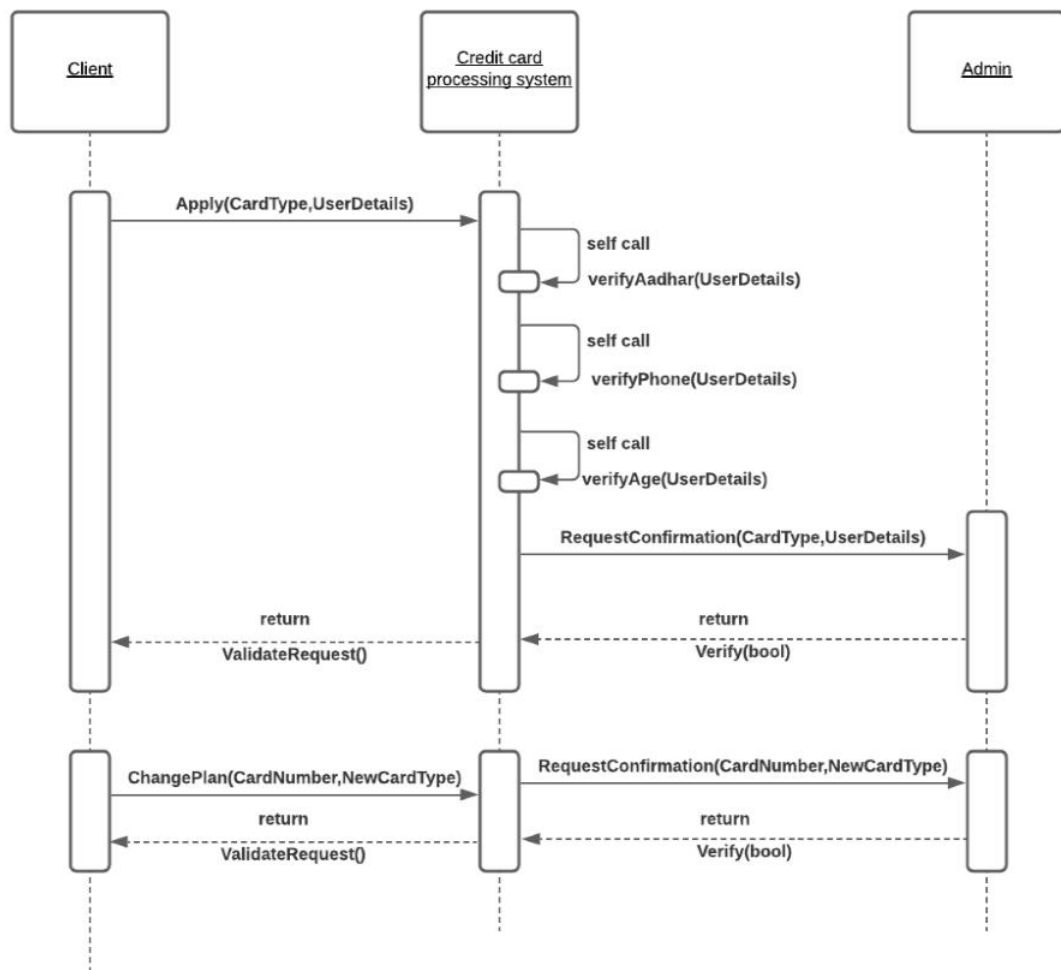 Client
Credit card
processing system
Admin
Apply(CardType,UserDetails)
self call
verifyAadhar(UserDetails)
self call
verifyPhone(UserDetails)
self call
verifyAge(UserDetails)
RequestConfirmation(CardType,UserDetails)
return
ValidateRequest()
return
Verify(bool)
ChangePlan(CardNumber,NewCardType)
RequestConfirmation(CardNumber,NewCardType)
return
ValidateRequest()
return
Verify(bool)